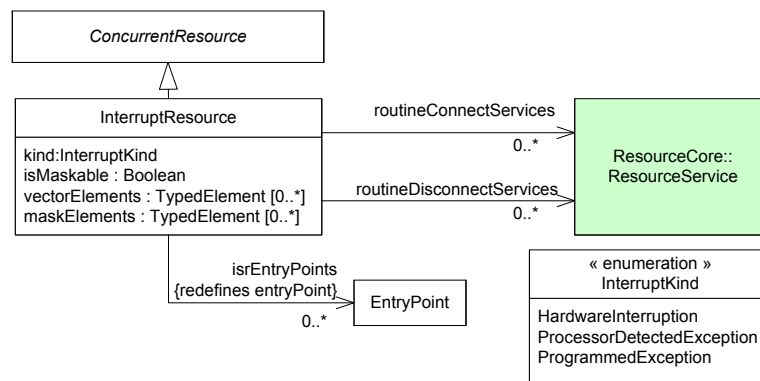 ConcurrentResource
InterruptResource
kind:InterruptKind
isMaskable : Boolean
vectorElements : TypedElement [0..*]
maskElements : TypedElement [0..*]
routineConnectServices
0..*
routineDisconnectServices
0..*
ResourceCore::
ResourceService
isrEntryPoints
{redefines entryPoint}
0..*
EntryPoint
« enumeration »
InterruptKind
HardwareInterruption
ProcessorDetectedException
ProgrammedException